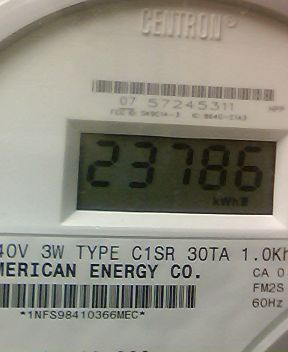 CENTRON®
07 57245311
23786
kWh
40V 3W TYPE C1SR 30TA 1.0Kh
MERICAN ENERGY CO.
CA 0
FM2S
60Hz
*1NFS98410366MEC*